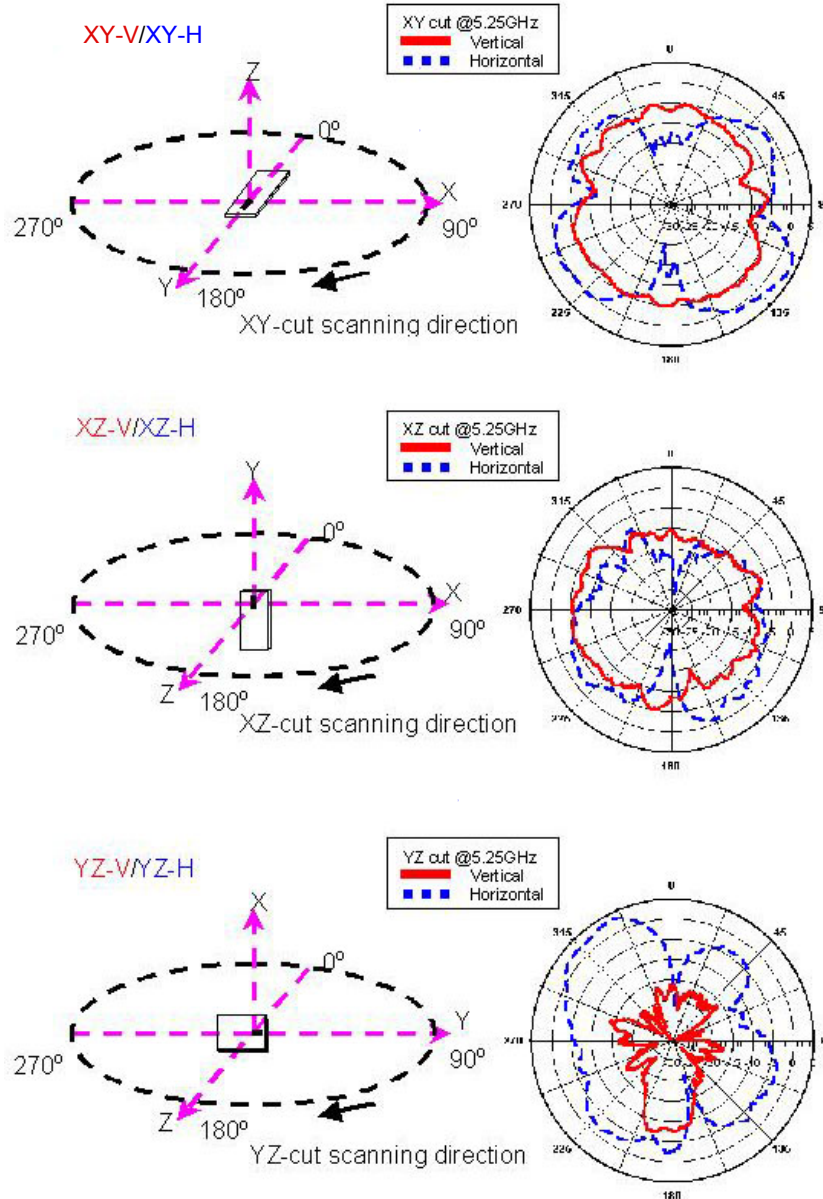 XY-V/XY-H
XY cut @5.25GHz
Vertical
Horizontal
Z
0º
X
270º
90º
Y
180º
XY-cut scanning direction
0
45
315
270
225
135
180
XZ-V/XZ-H
XZ cut @5.25GHz
Vertical
Horizontal
Y
0º
X
270º
90º
Z
180º
XZ-cut scanning direction
0
45
315
270
225
135
180
YZ-V/YZ-H
YZ cut @5.25GHz
Vertical
Horizontal
X
0º
Y
270º
90º
Z
180º
YZ-cut scanning direction
0
45
315
270
225
135
180